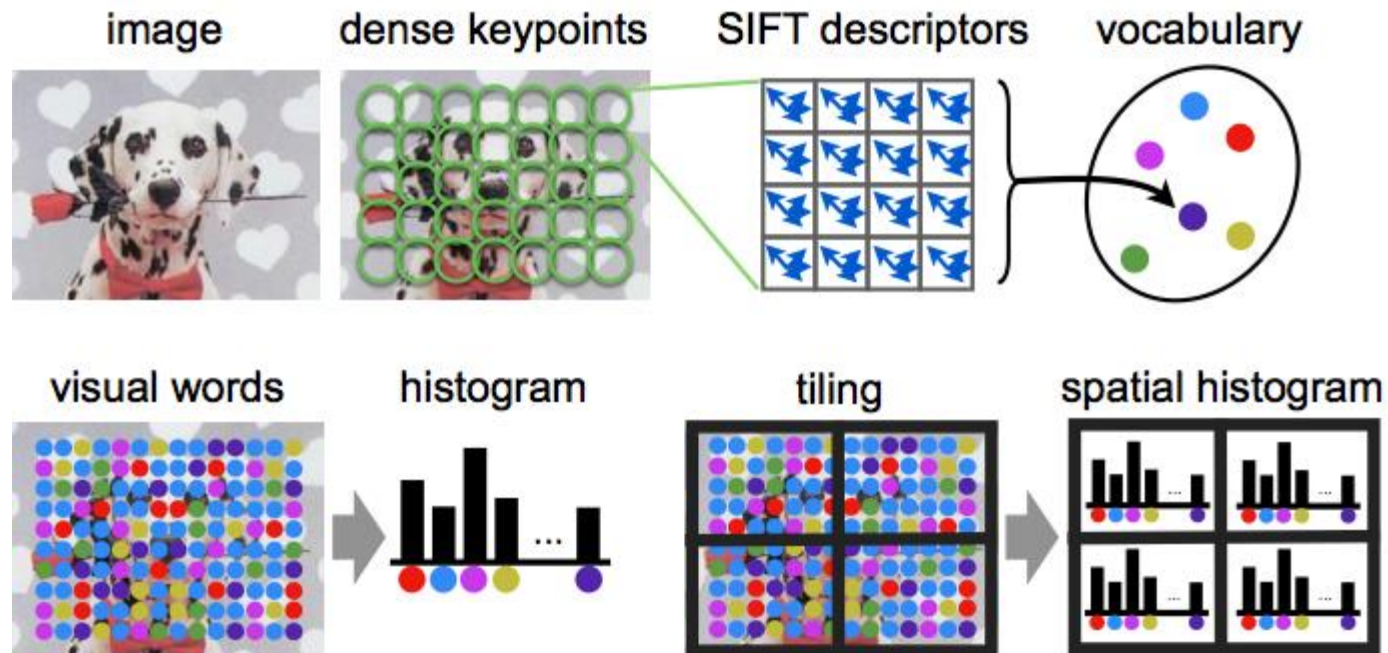 image
dense keypoints
SIFT descriptors
vocabulary
visual words
histogram
tiling
spatial histogram
...
...
...
...
...